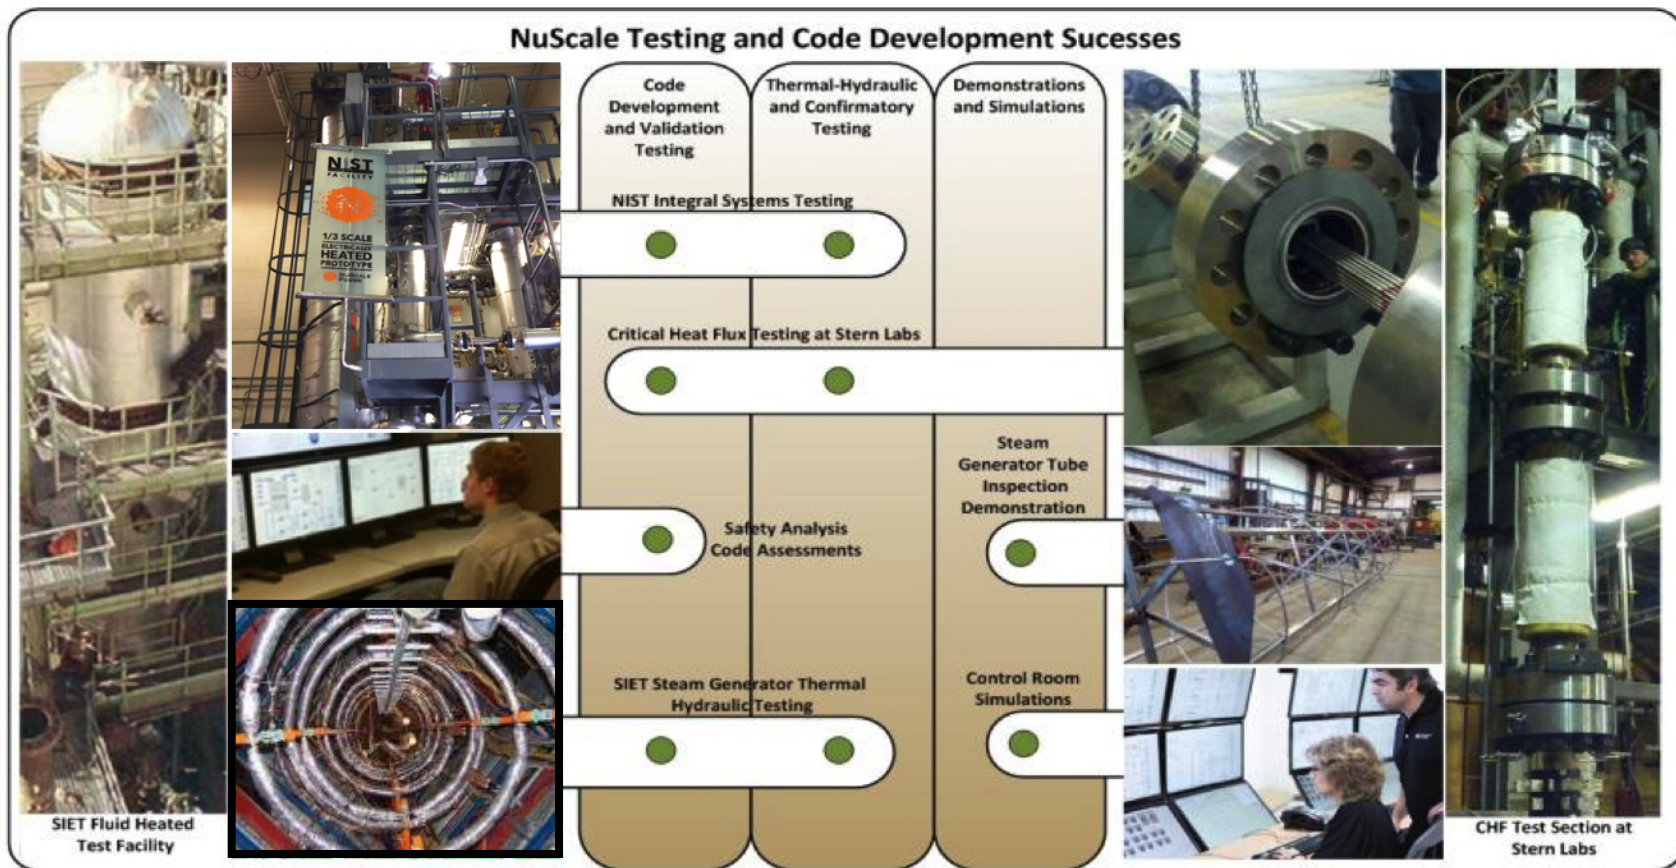 NuScale Testing and Code Development Sucesses
Code
Development
and Validation
Testing
Thermal-Hydraulic
and Confirmatory
Testing
Demonstrations
and Simulations
NIST
FACILITY
1/3 SCALE
ELECTRICALLY
HEATED
PROTOTYPE
NUSCALE
POWER
NIST Integral Systems Testing
Critical Heat Flux Testing at Stern Labs
Steam
Generator Tube
Inspection
Demonstration
Safety Analysis
Code Assessments
SIET Steam Generator Thermal
Hydraulic Testing
Control Room
Simulations
SIET Fluid Heated
Test Facility
CHF Test Section at
Stern Labs